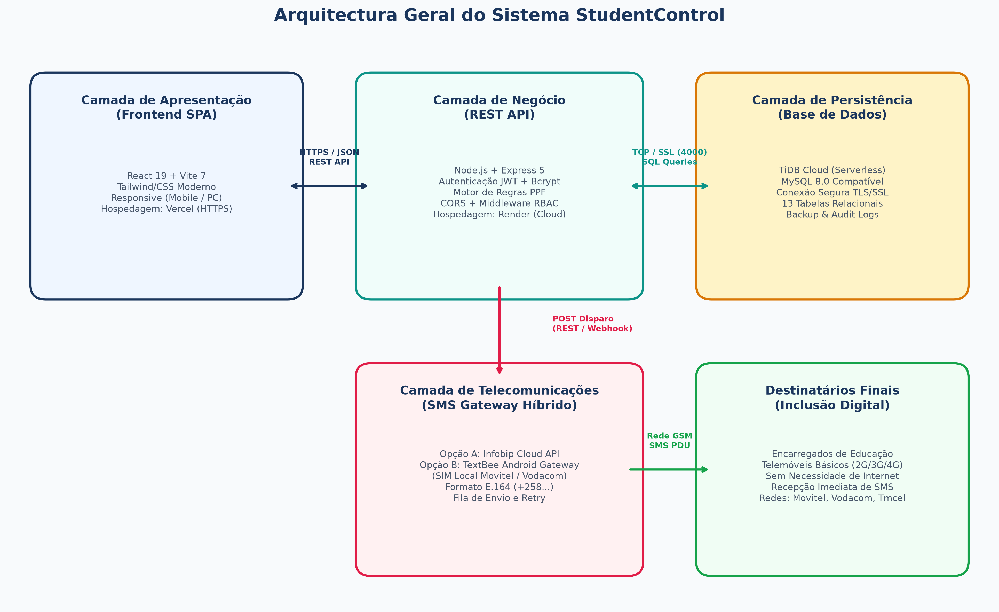 Arquitectura Geral do Sistema StudentControl
Camada de Apresentação
(Frontend SPA)
React 19 + Vite 7
Tailwind/CSS Moderno
Responsive (Mobile / PC)
Hospedagem: Vercel (HTTPS)
HTTPS / JSON
REST API
Camada de Negócio
(REST API)
Node.js + Express 5
Autenticação JWT + Bcrypt
Motor de Regras PPF
CORS + Middleware RBAC
Hospedagem: Render (Cloud)
TCP / SSL (4000)
SQL Queries
Camada de Persistência
(Base de Dados)
TiDB Cloud (Serverless)
MySQL 8.0 Compatível
Conexão Segura TLS/SSL
13 Tabelas Relacionais
Backup & Audit Logs
POST Disparo
(REST / Webhook)
Camada de Telecomunicações
(SMS Gateway Híbrido)
Opção A: Infobip Cloud API
Opção B: TextBee Android Gateway
(SIM Local Movitel / Vodacom)
Formato E.164 (+258...)
Fila de Envio e Retry
Rede GSM
SMS PDU
Destinatários Finais
(Inclusão Digital)
Encarregados de Educação
Telemóveis Básicos (2G/3G/4G)
Sem Necessidade de Internet
Recepção Imediata de SMS
Redes: Movitel, Vodacom, Tmcel